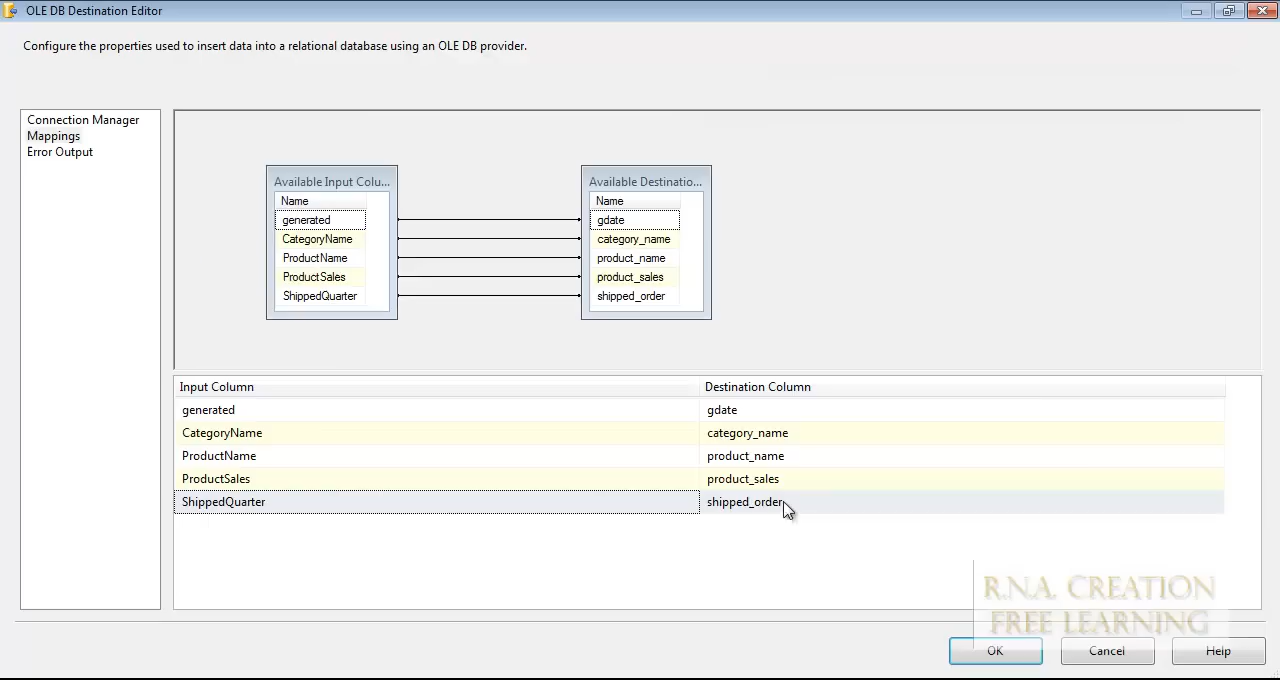 OLE DB Destination Editor
Configure the properties used to insert data into a relational database using an OLE DB provider.
Connection Manager
Mappings
Error Output
Available Input Colu...
Name
generated
CategoryName
ProductName
ProductSales
ShippedQuarter
Available Destinatio...
Name
gdate
category_name
product_name
product_sales
shipped_order
Input Column Destination Column
generated gdate
CategoryName category_name
ProductName product_name
ProductSales product_sales
ShippedQuarter shipped_order
R.N.A. CREATION
FREE LEARNING
OK Cancel Help